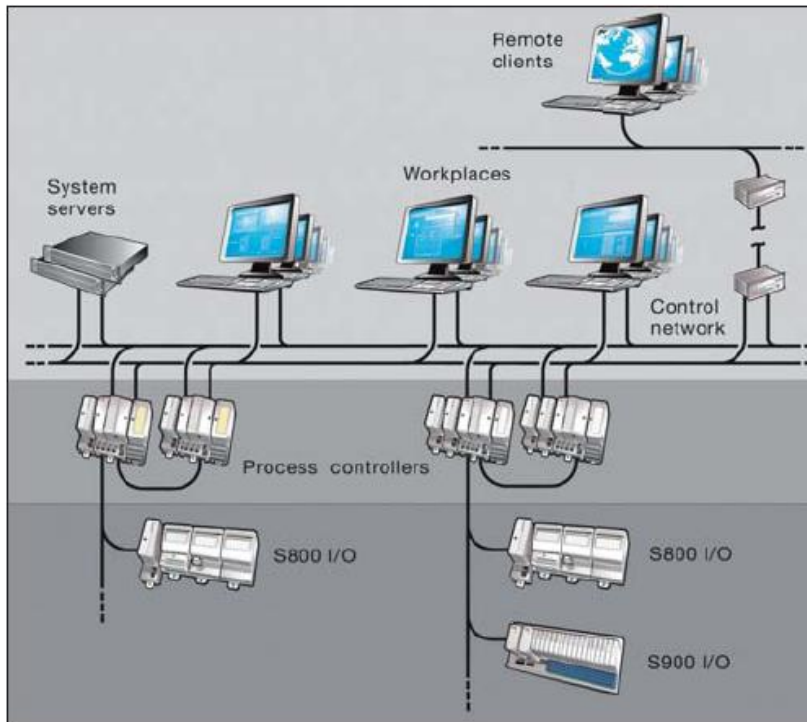 Remote
clients
System
servers
Workplaces
Control
network
Process controllers
S800 I/O
S800 I/O
S900 I/O